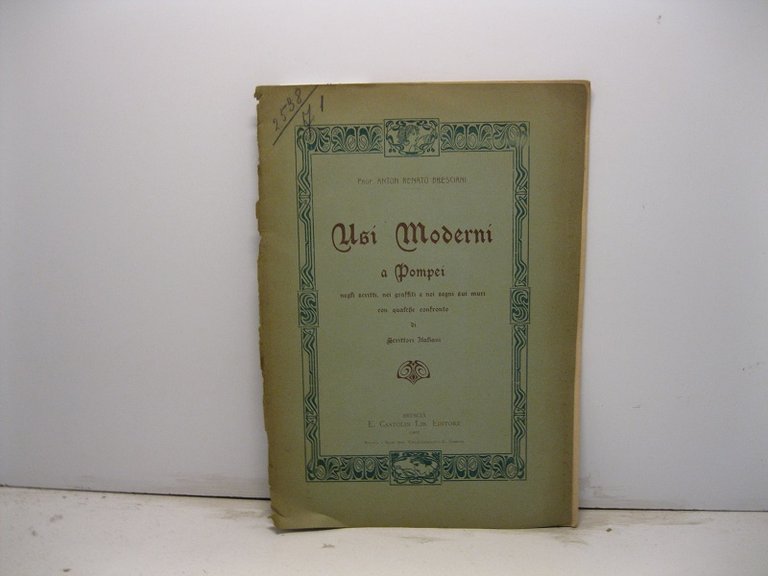 2538
1
PROF. ANTON RENATO BRESCIANI
Usi Moderni
a Pompei
negli scritti, nei graffiti e nei segni sui muri
con qualche confronto
di
Scrittori Italiani
BRESCIA
E. CASTOLDI LIB. EDITORE